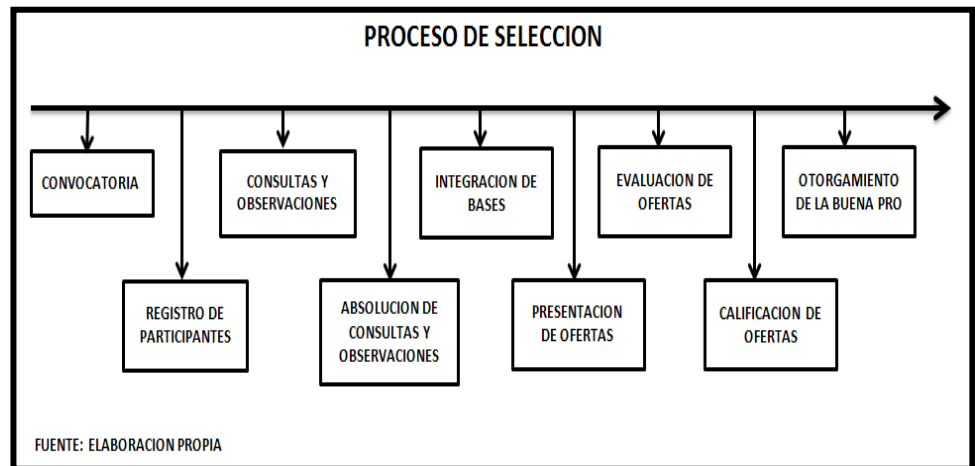 PROCESO DE SELECCION
CONVOCATORIA
REGISTRO DE
PARTICIPANTES
CONSULTAS Y
OBSERVACIONES
ABSOLUCION DE
CONSULTAS Y
OBSERVACIONES
INTEGRACION DE
BASES
PRESENTACION
DE OFERTAS
EVALUACION DE
OFERTAS
CALIFICACION DE
OFERTAS
OTORGAMIENTO
DE LA BUENA PRO
FUENTE: ELABORACION PROPIA